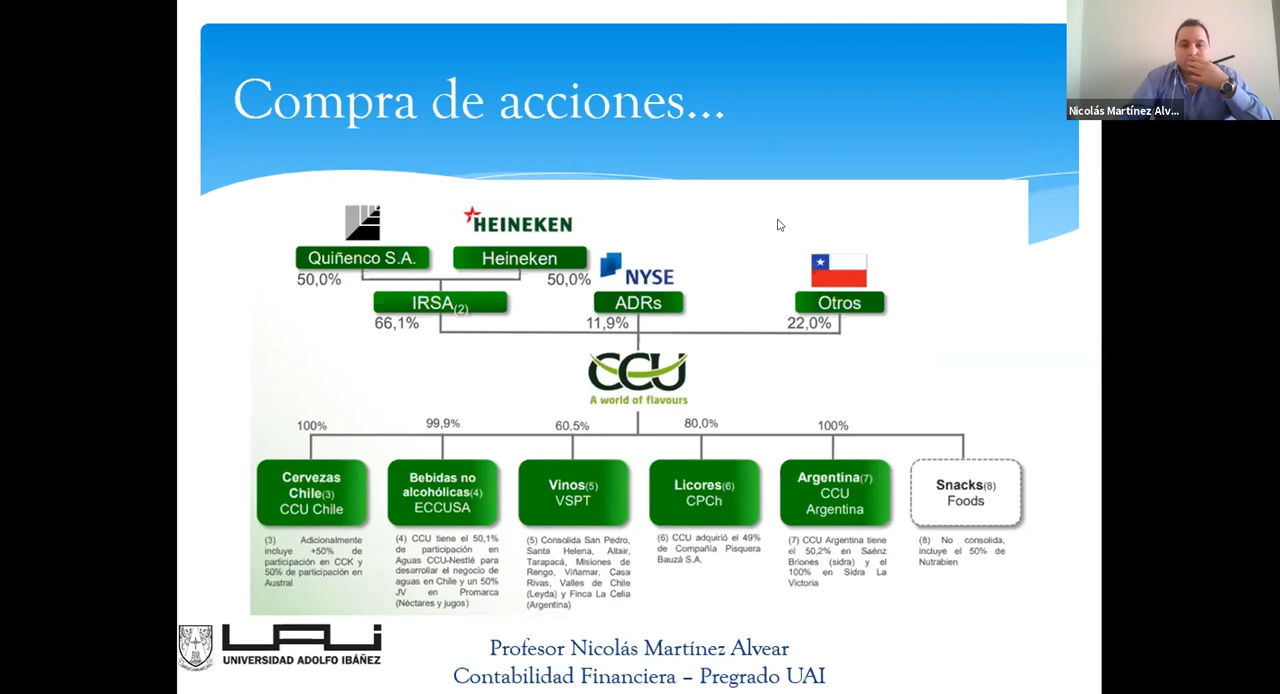 Compra de acciones...
Nicolás Martínez Alv...
HEINEKEN
Quiñenco S.A.
Heineken
50,0%
50,0%
NYSE
IRSA(2)
ADRs
Otros
66,1%
11,9%
22,0%
CCU
A world of flavours
100%
99,9%
60,5%
80,0%
100%
Cervezas
Chile(3)
CCU Chile
Bebidas no
alcohólicas(4)
ECCUSA
Vinos(5)
VSPT
Licores(6)
CPCh
Argentina(7)
CCU
Argentina
Snacks(8)
Foods
(3) Adicionalmente
incluye +50% de
participación en CCK y
50% de participación en
Austral
(4) CCU tiene el 50,1%
de participación en
Aguas CCU-Nestlé para
desarrollar el negocio de
aguas en Chile y un 50%
JV en Promarca
(Néctares y jugos)
(5) Consolida San Pedro,
Santa Helena, Altair,
Tarapacá, Misiones de
Rengo, Viñamar, Casa
Rivas, Valles de Chile
(Leyda) y Finca La Celia
(Argentina)
(6) CCU adquirió el 49%
de Compañía Pisquera
Bauzá S.A.
(7) CCU Argentina tiene
el 50,2% en Saénz
Briones (sidra) y el
100% en Sidra La
Victoria
(8) No consolida,
incluye el 50% de
Nutrabien
UAi
UNIVERSIDAD ADOLFO IBÁÑEZ
Profesor Nicolás Martínez Alvear
Contabilidad Financiera – Pregrado UAI